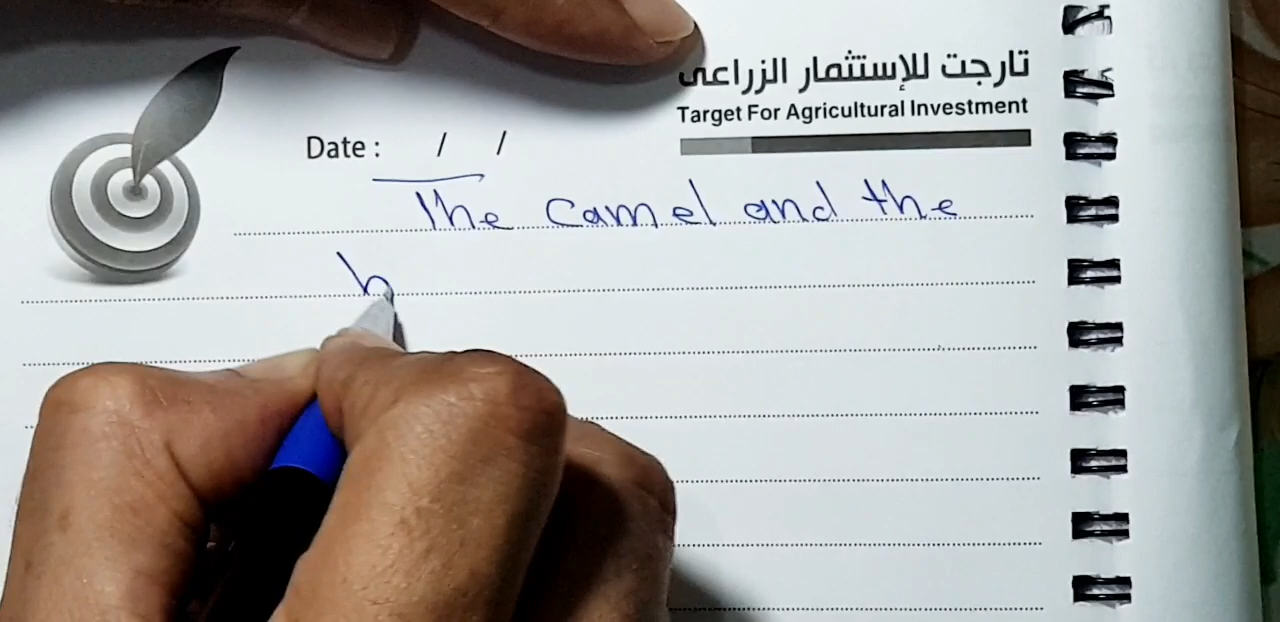 تارجت للإستثمار الزراعى
Target For Agricultural Investment
Date : / /
The Camel and the
h